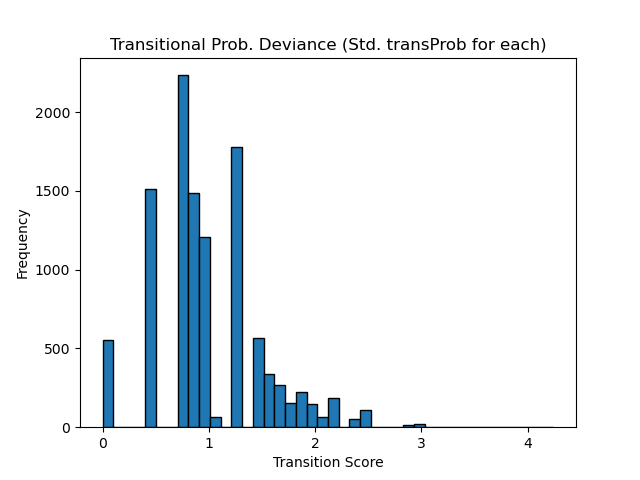 Transitional Prob. Deviance (Std. transProb for each)
2000
1500
1000
500
0
Frequency
0 1 2 3 4
Transition Score